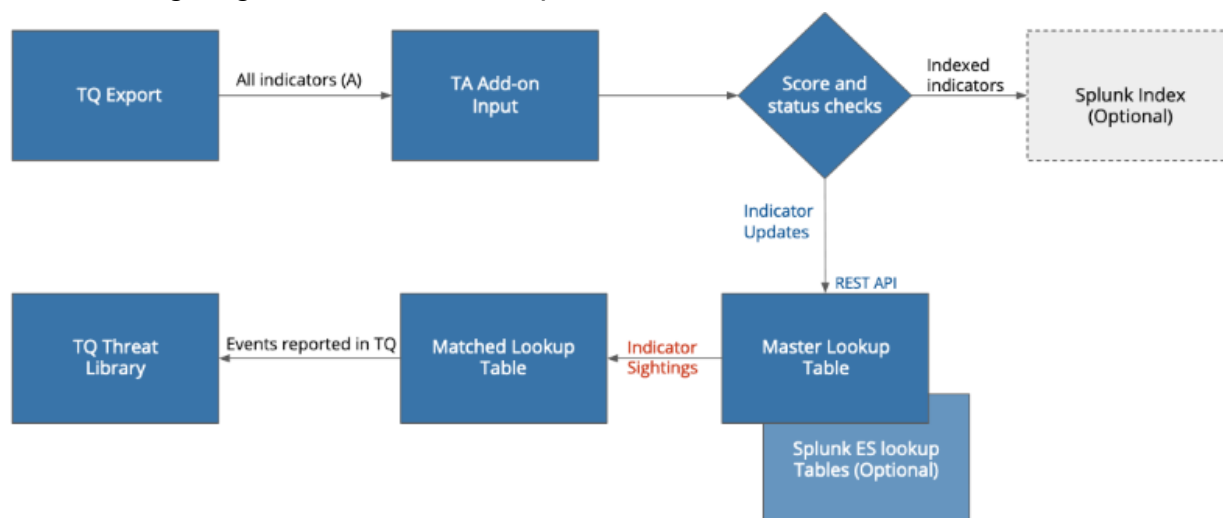 TQ Export
All indicators (A)
TA Add-on
Input
Score and
status checks
Indexed
indicators
Splunk Index
(Optional)
Indicator
Updates
REST API
TQ Threat
Library
Events reported in TQ
Matched Lookup
Table
Indicator
Sightings
Master Lookup
Table
Splunk ES lookup
Tables (Optional)